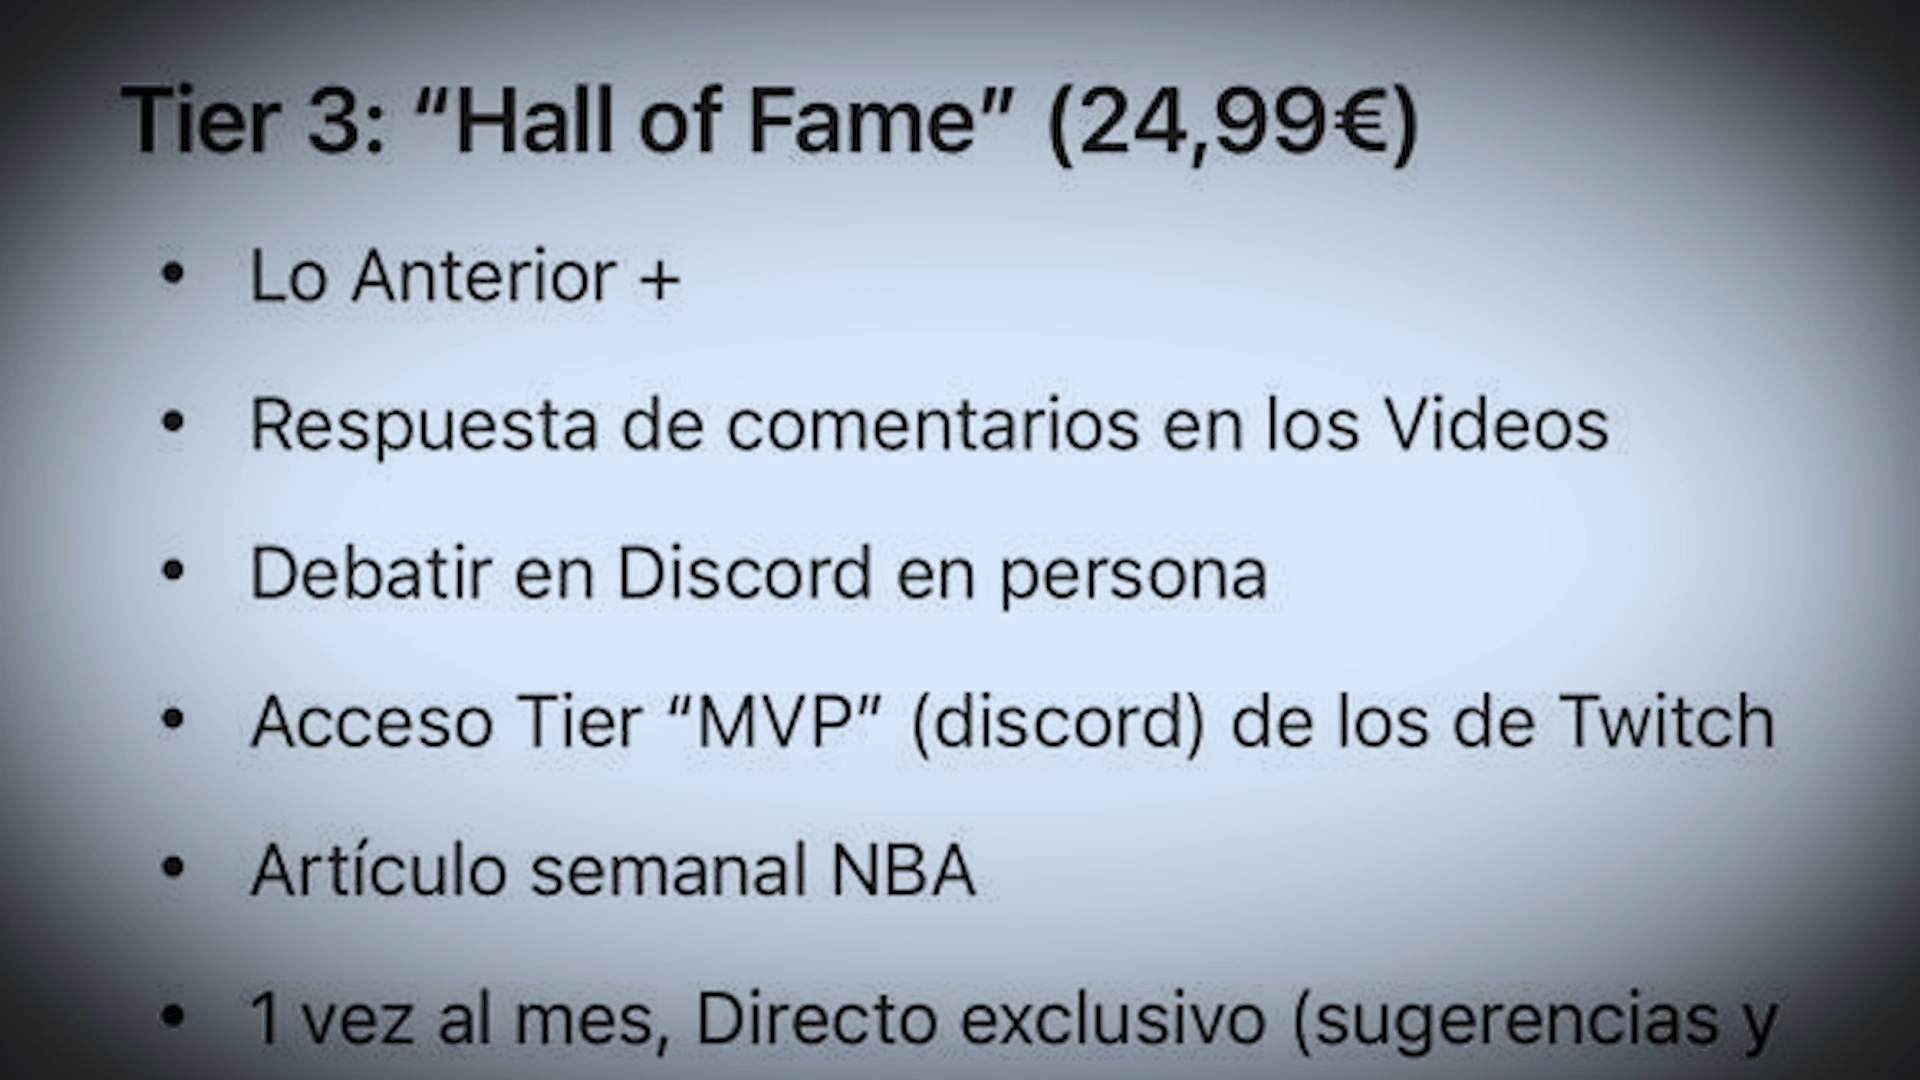 Tier 3: “Hall of Fame” (24,99€)
• Lo Anterior +
• Respuesta de comentarios en los Videos
• Debatir en Discord en persona
• Acceso Tier “MVP” (discord) de los de Twitch
• Artículo semanal NBA
• 1 vez al mes, Directo exclusivo (sugerencias y